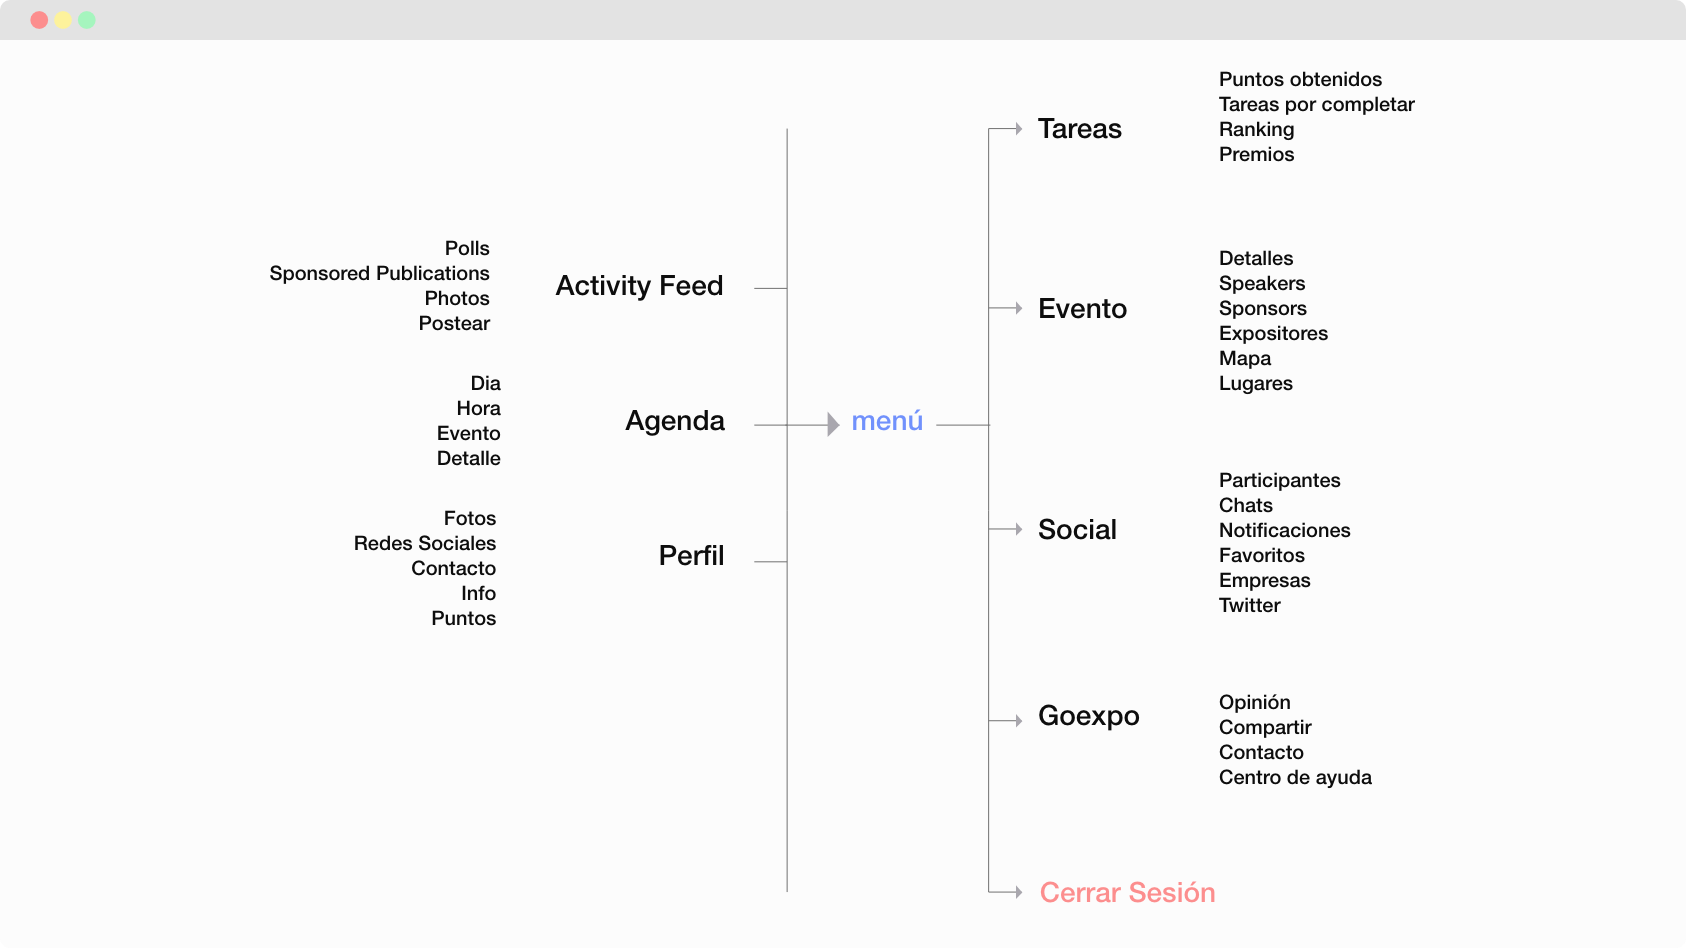 Polls
Sponsored Publications
Photos
Postear
Activity Feed
Dia
Hora
Evento
Detalle
Agenda
Fotos
Redes Sociales
Contacto
Info
Puntos
Perfil
menú
Tareas
Puntos obtenidos
Tareas por completar
Ranking
Premios
Evento
Detalles
Speakers
Sponsors
Expositores
Mapa
Lugares
Social
Participantes
Chats
Notificaciones
Favoritos
Empresas
Twitter
Goexpo
Opinión
Compartir
Contacto
Centro de ayuda
Cerrar Sesión